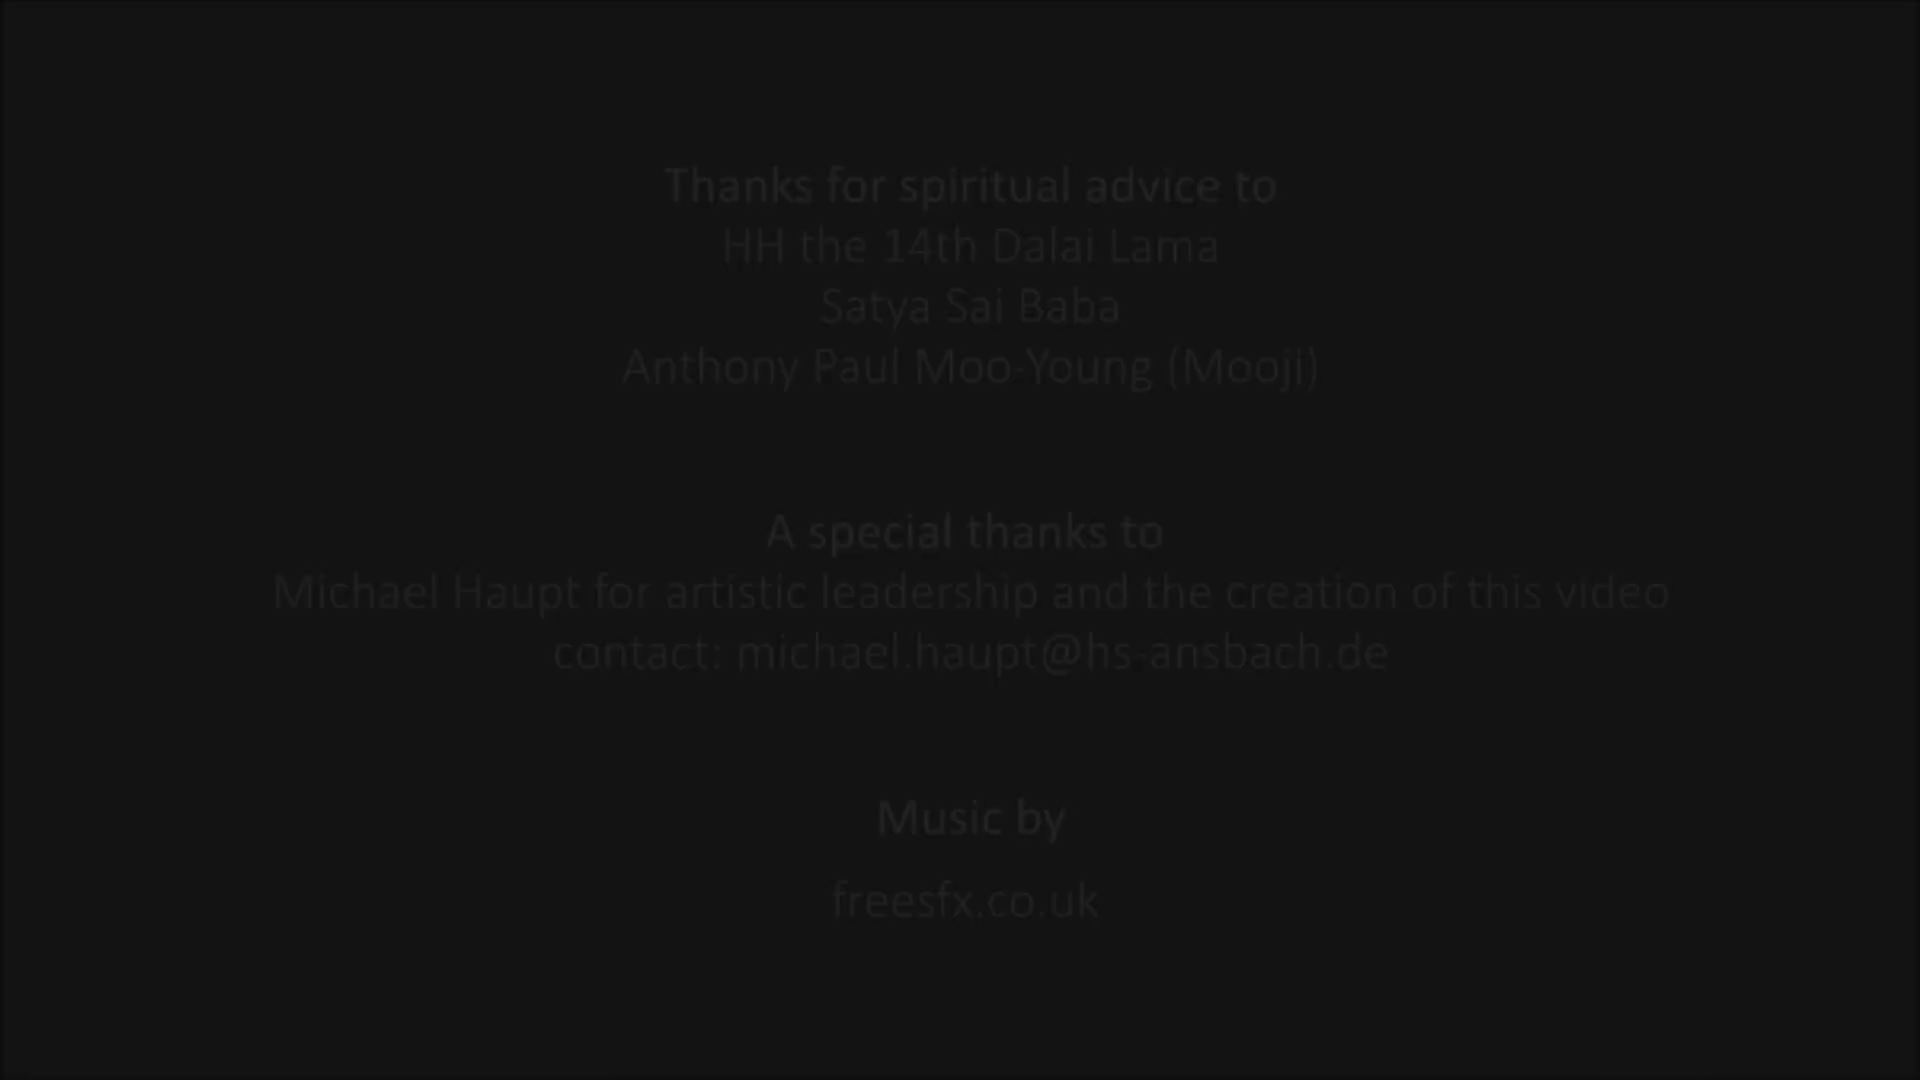 Thanks for spiritual advice to
HH the 14th Dalai Lama
Satya Sai Baba
Anthony Paul Moo-Young (Mooji)
A special thanks to
Michael Haupt for artistic leadership and the creation of this video
contact: michael.haupt@hs-ansbach.de
Music by
freesfx.co.uk